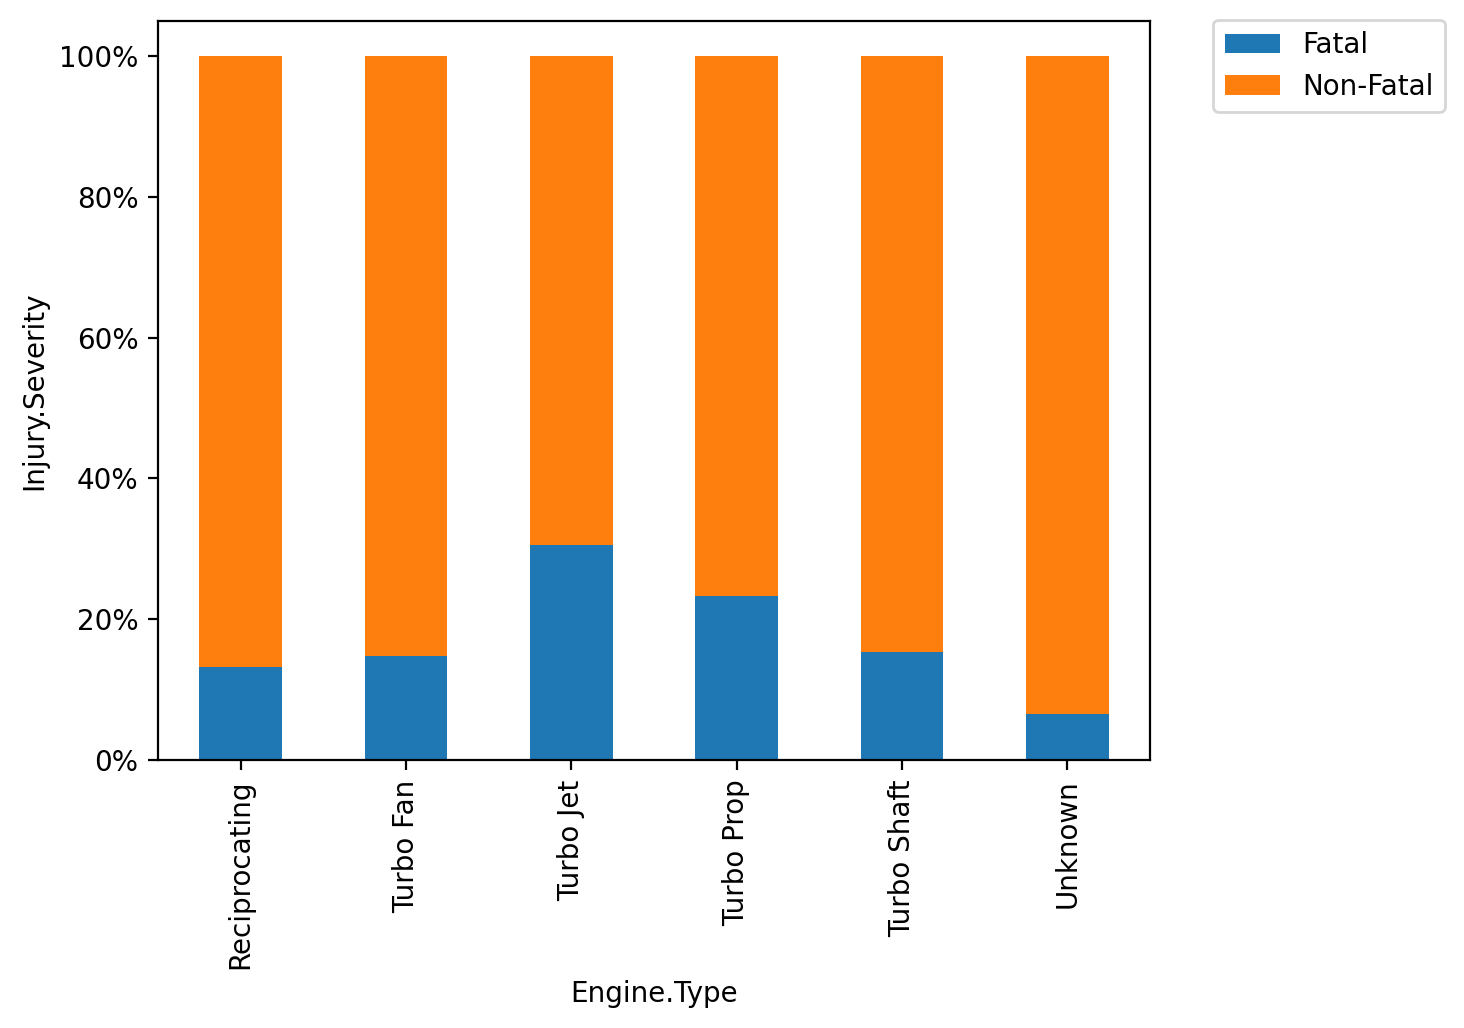 Fatal
Non-Fatal
100%
80%
60%
40%
20%
0%
Injury.Severity
Reciprocating
Turbo Fan
Turbo Jet
Turbo Prop
Turbo Shaft
Unknown
Engine.Type